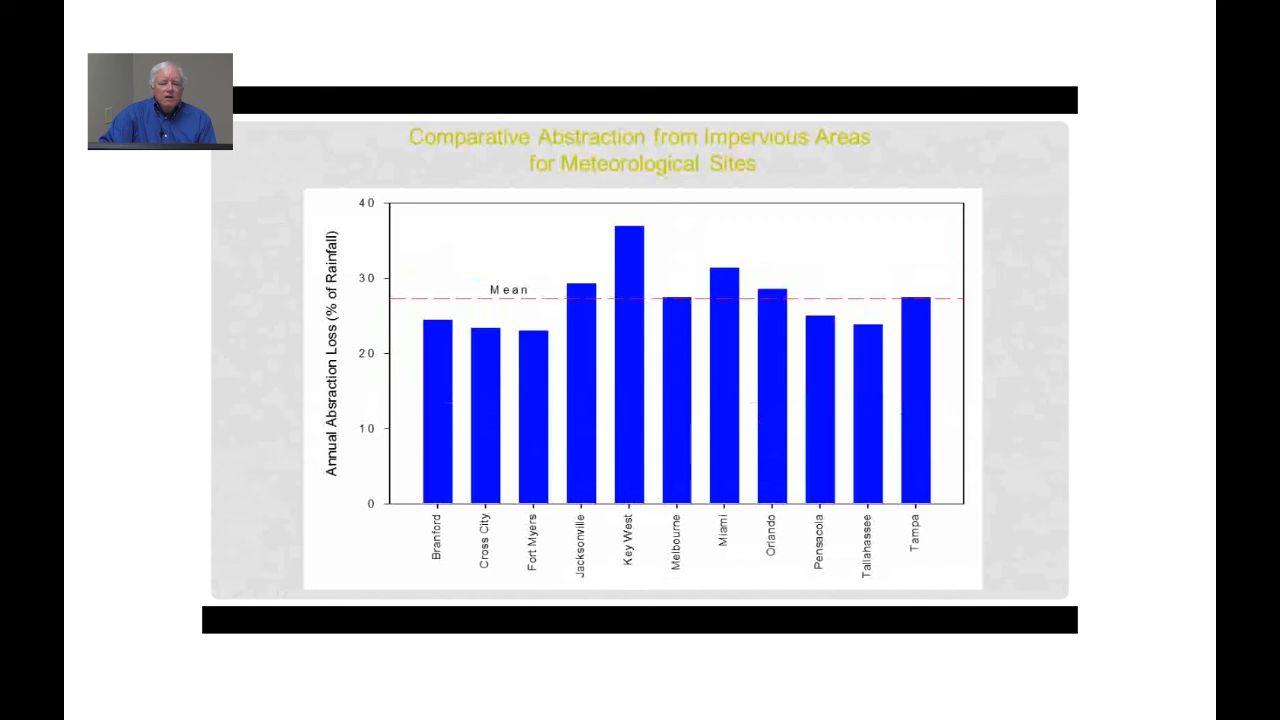 Comparative Abstraction from Impervious Areas
for Meteorological Sites
Annual Absraction Loss (% of Rainfall)
40
30
20
10
0
Mean
Branford
Cross City
Fort Myers
Jacksonville
Key West
Melbourne
Miami
Orlando
Pensacola
Tallahassee
Tampa